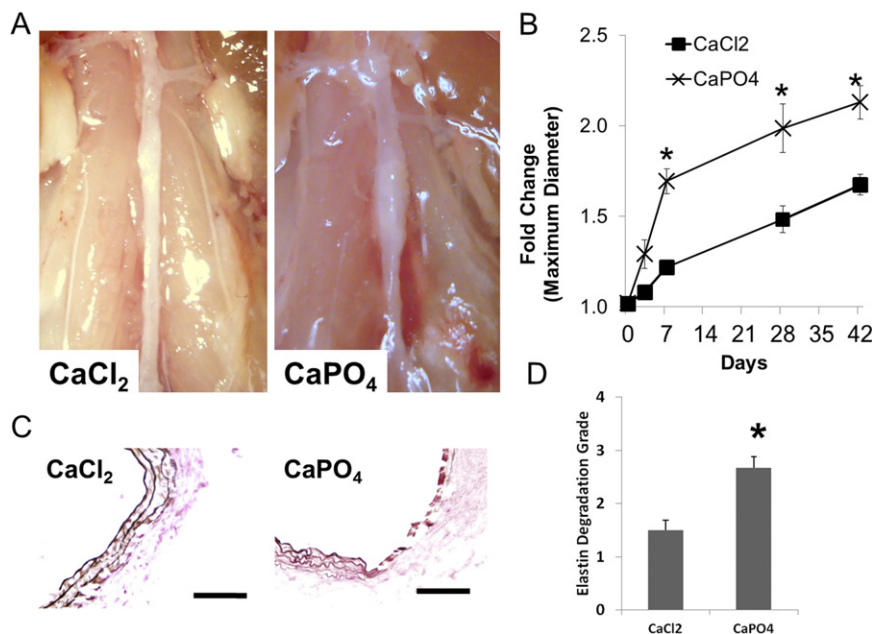 A
CaCl2
CaPO4
B
Fold Change
(Maximum Diameter)
2.5
2.0
1.5
1.0
CaCl2
CaPO4
*
*
*
0 7 14 21 28 35 42
Days
C
CaCl2
CaPO4
D
Elastin Degradation Grade
4
3
2
1
0
*
CaCl2
CaPO4